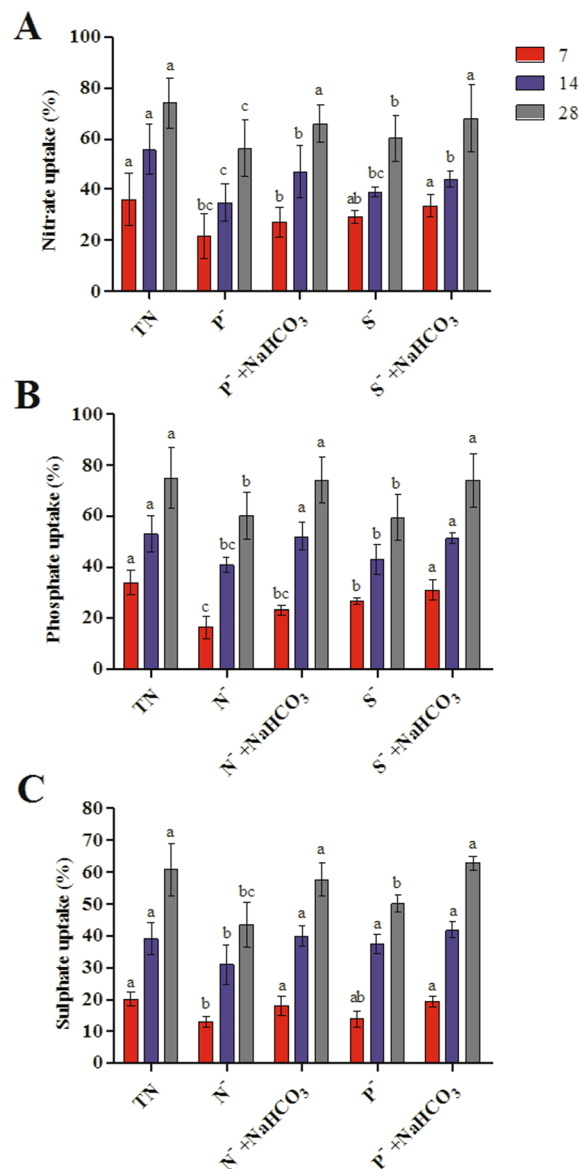 A
Nitrate uptake (%)
100
80
60
40
20
0
a
a
a
bc
c
c
b
b
a
ab
bc
b
a
b
a
TN
P⁻
P⁻+NaHCO₃
S⁻
S⁻+NaHCO₃
7
14
28
B
Phosphate uptake (%)
100
80
60
40
20
0
a
a
a
c
bc
b
bc
a
a
b
b
b
a
a
a
TN
N⁻
N⁻+NaHCO₃
S⁻
S⁻+NaHCO₃
C
Sulphate uptake (%)
80
70
60
50
40
30
20
10
0
a
a
a
b
b
bc
a
a
a
ab
a
b
a
a
a
TN
N⁻
N⁻+NaHCO₃
P⁻
P⁻+NaHCO₃